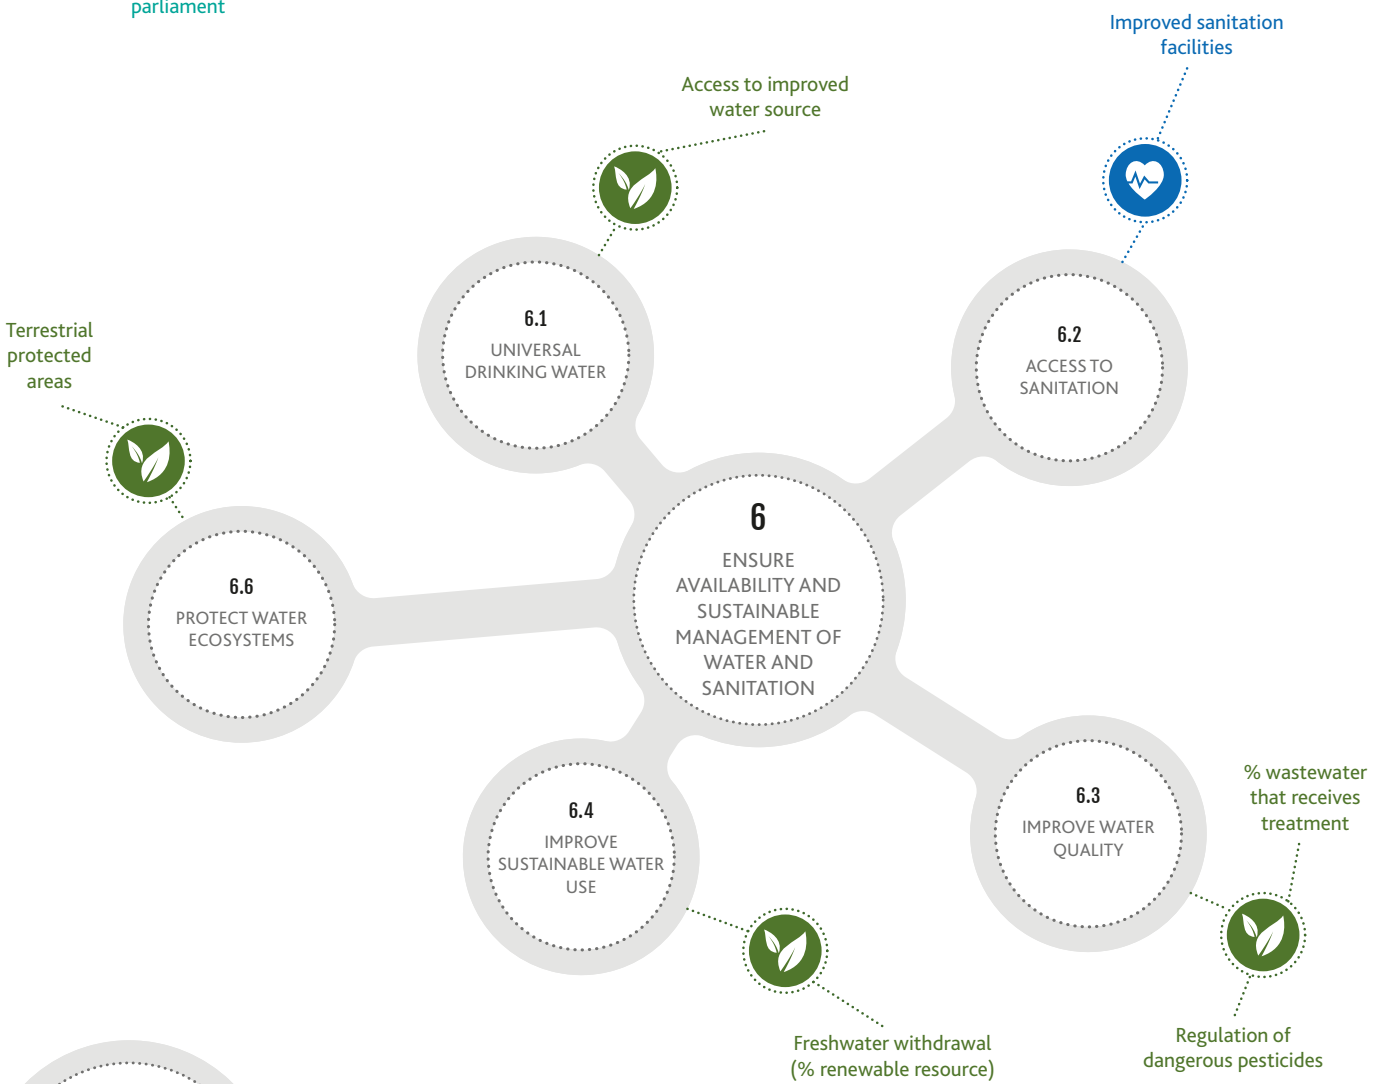 parliament
Improved sanitation
facilities
Access to improved
water source
6.1
UNIVERSAL
DRINKING WATER
6.2
ACCESS TO
SANITATION
Terrestrial
protected
areas
6
ENSURE
AVAILABILITY AND
SUSTAINABLE
MANAGEMENT OF
WATER AND
SANITATION
6.6
PROTECT WATER
ECOSYSTEMS
6.4
IMPROVE
SUSTAINABLE WATER
USE
6.3
IMPROVE WATER
QUALITY
% wastewater
that receives
treatment
Freshwater withdrawal
(% renewable resource)
Regulation of
dangerous pesticides